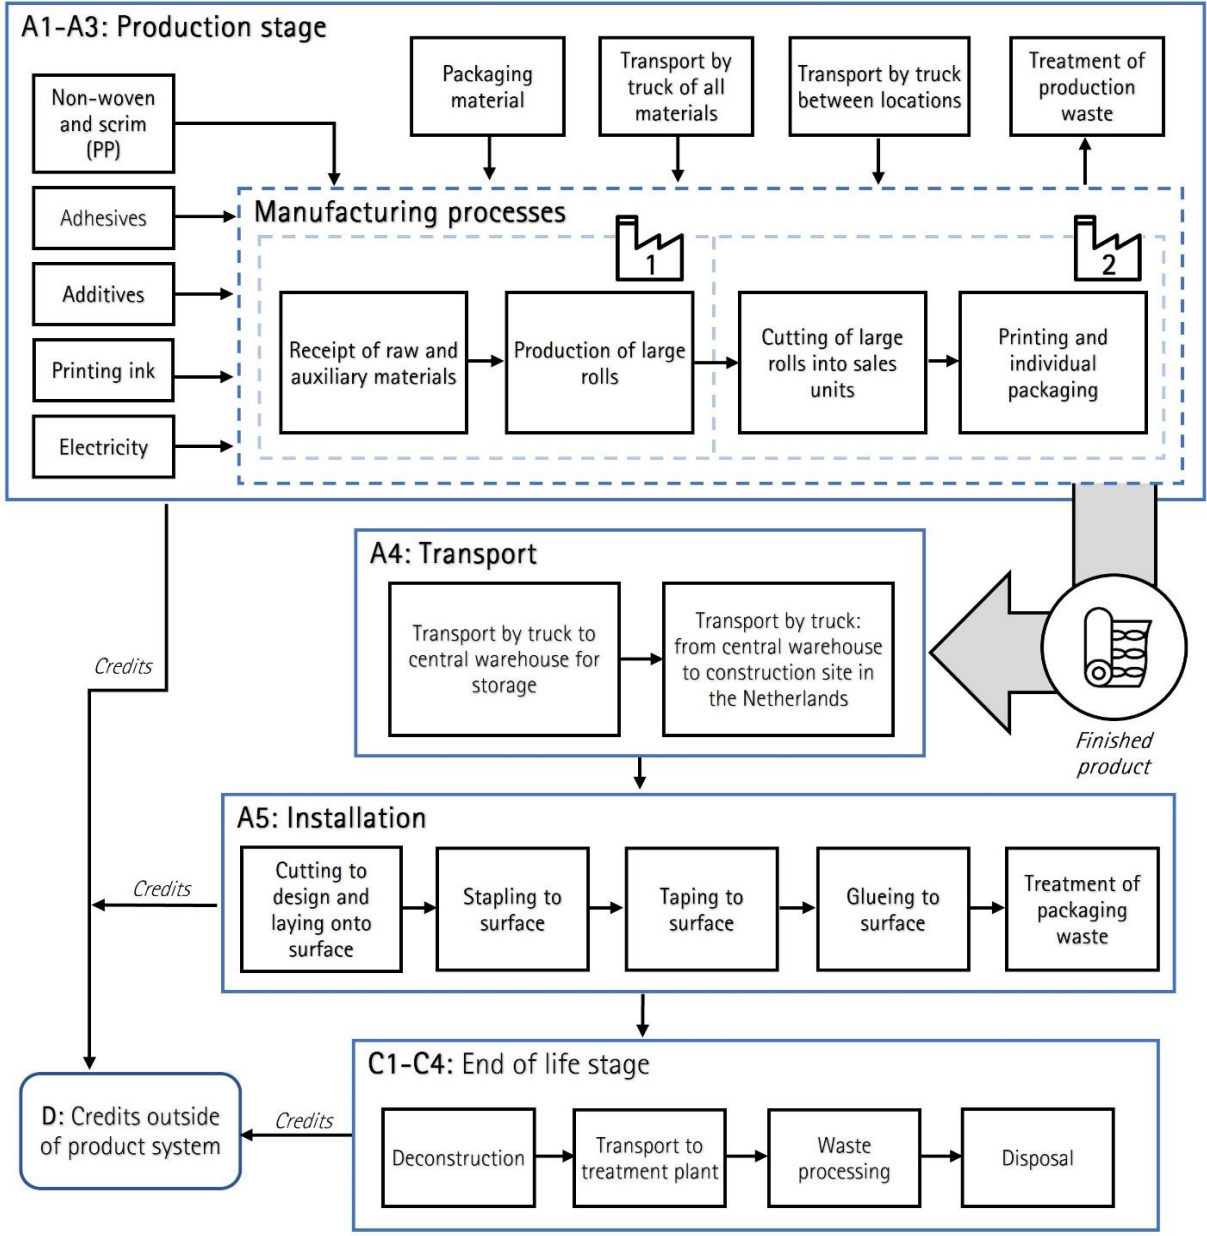 A1-A3: Production stage
Non-woven
and scrim
(PP)
Adhesives
Additives
Printing ink
Electricity
Packaging
material
Transport by
truck of all
materials
Transport by truck
between locations
Treatment of
production
waste
Manufacturing processes
1
2
Receipt of raw and
auxiliary materials
Production of large
rolls
Cutting of large
rolls into sales
units
Printing and
individual
packaging
Credits
A4: Transport
Transport by truck to
central warehouse for
storage
Transport by truck:
from central warehouse
to construction site in
the Netherlands
Finished
product
A5: Installation
Cutting to
design and
laying onto
surface
Stapling to
surface
Taping to
surface
Glueing to
surface
Treatment of
packaging
waste
Credits
C1-C4: End of life stage
Deconstruction
Transport to
treatment plant
Waste
processing
Disposal
Credits
D: Credits outside
of product system